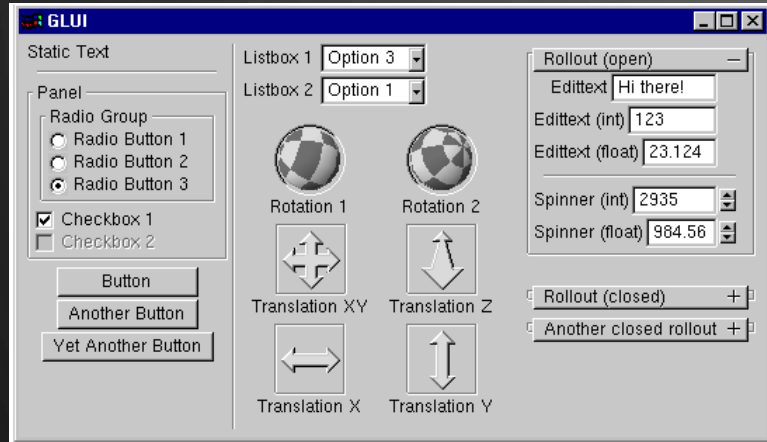 GLUI
Static Text
Panel
Radio Group
Radio Button 1
Radio Button 2
Radio Button 3
Checkbox 1
Checkbox 2
Button
Another Button
Yet Another Button
Listbox 1 Option 3
Listbox 2 Option 1
Rotation 1 Rotation 2
Translation XY Translation Z
Translation X Translation Y
Rollout (open)
Edittext Hi there!
Edittext (int) 123
Edittext (float) 23.124
Spinner (int) 2935
Spinner (float) 984.56
Rollout (closed)
Another closed rollout